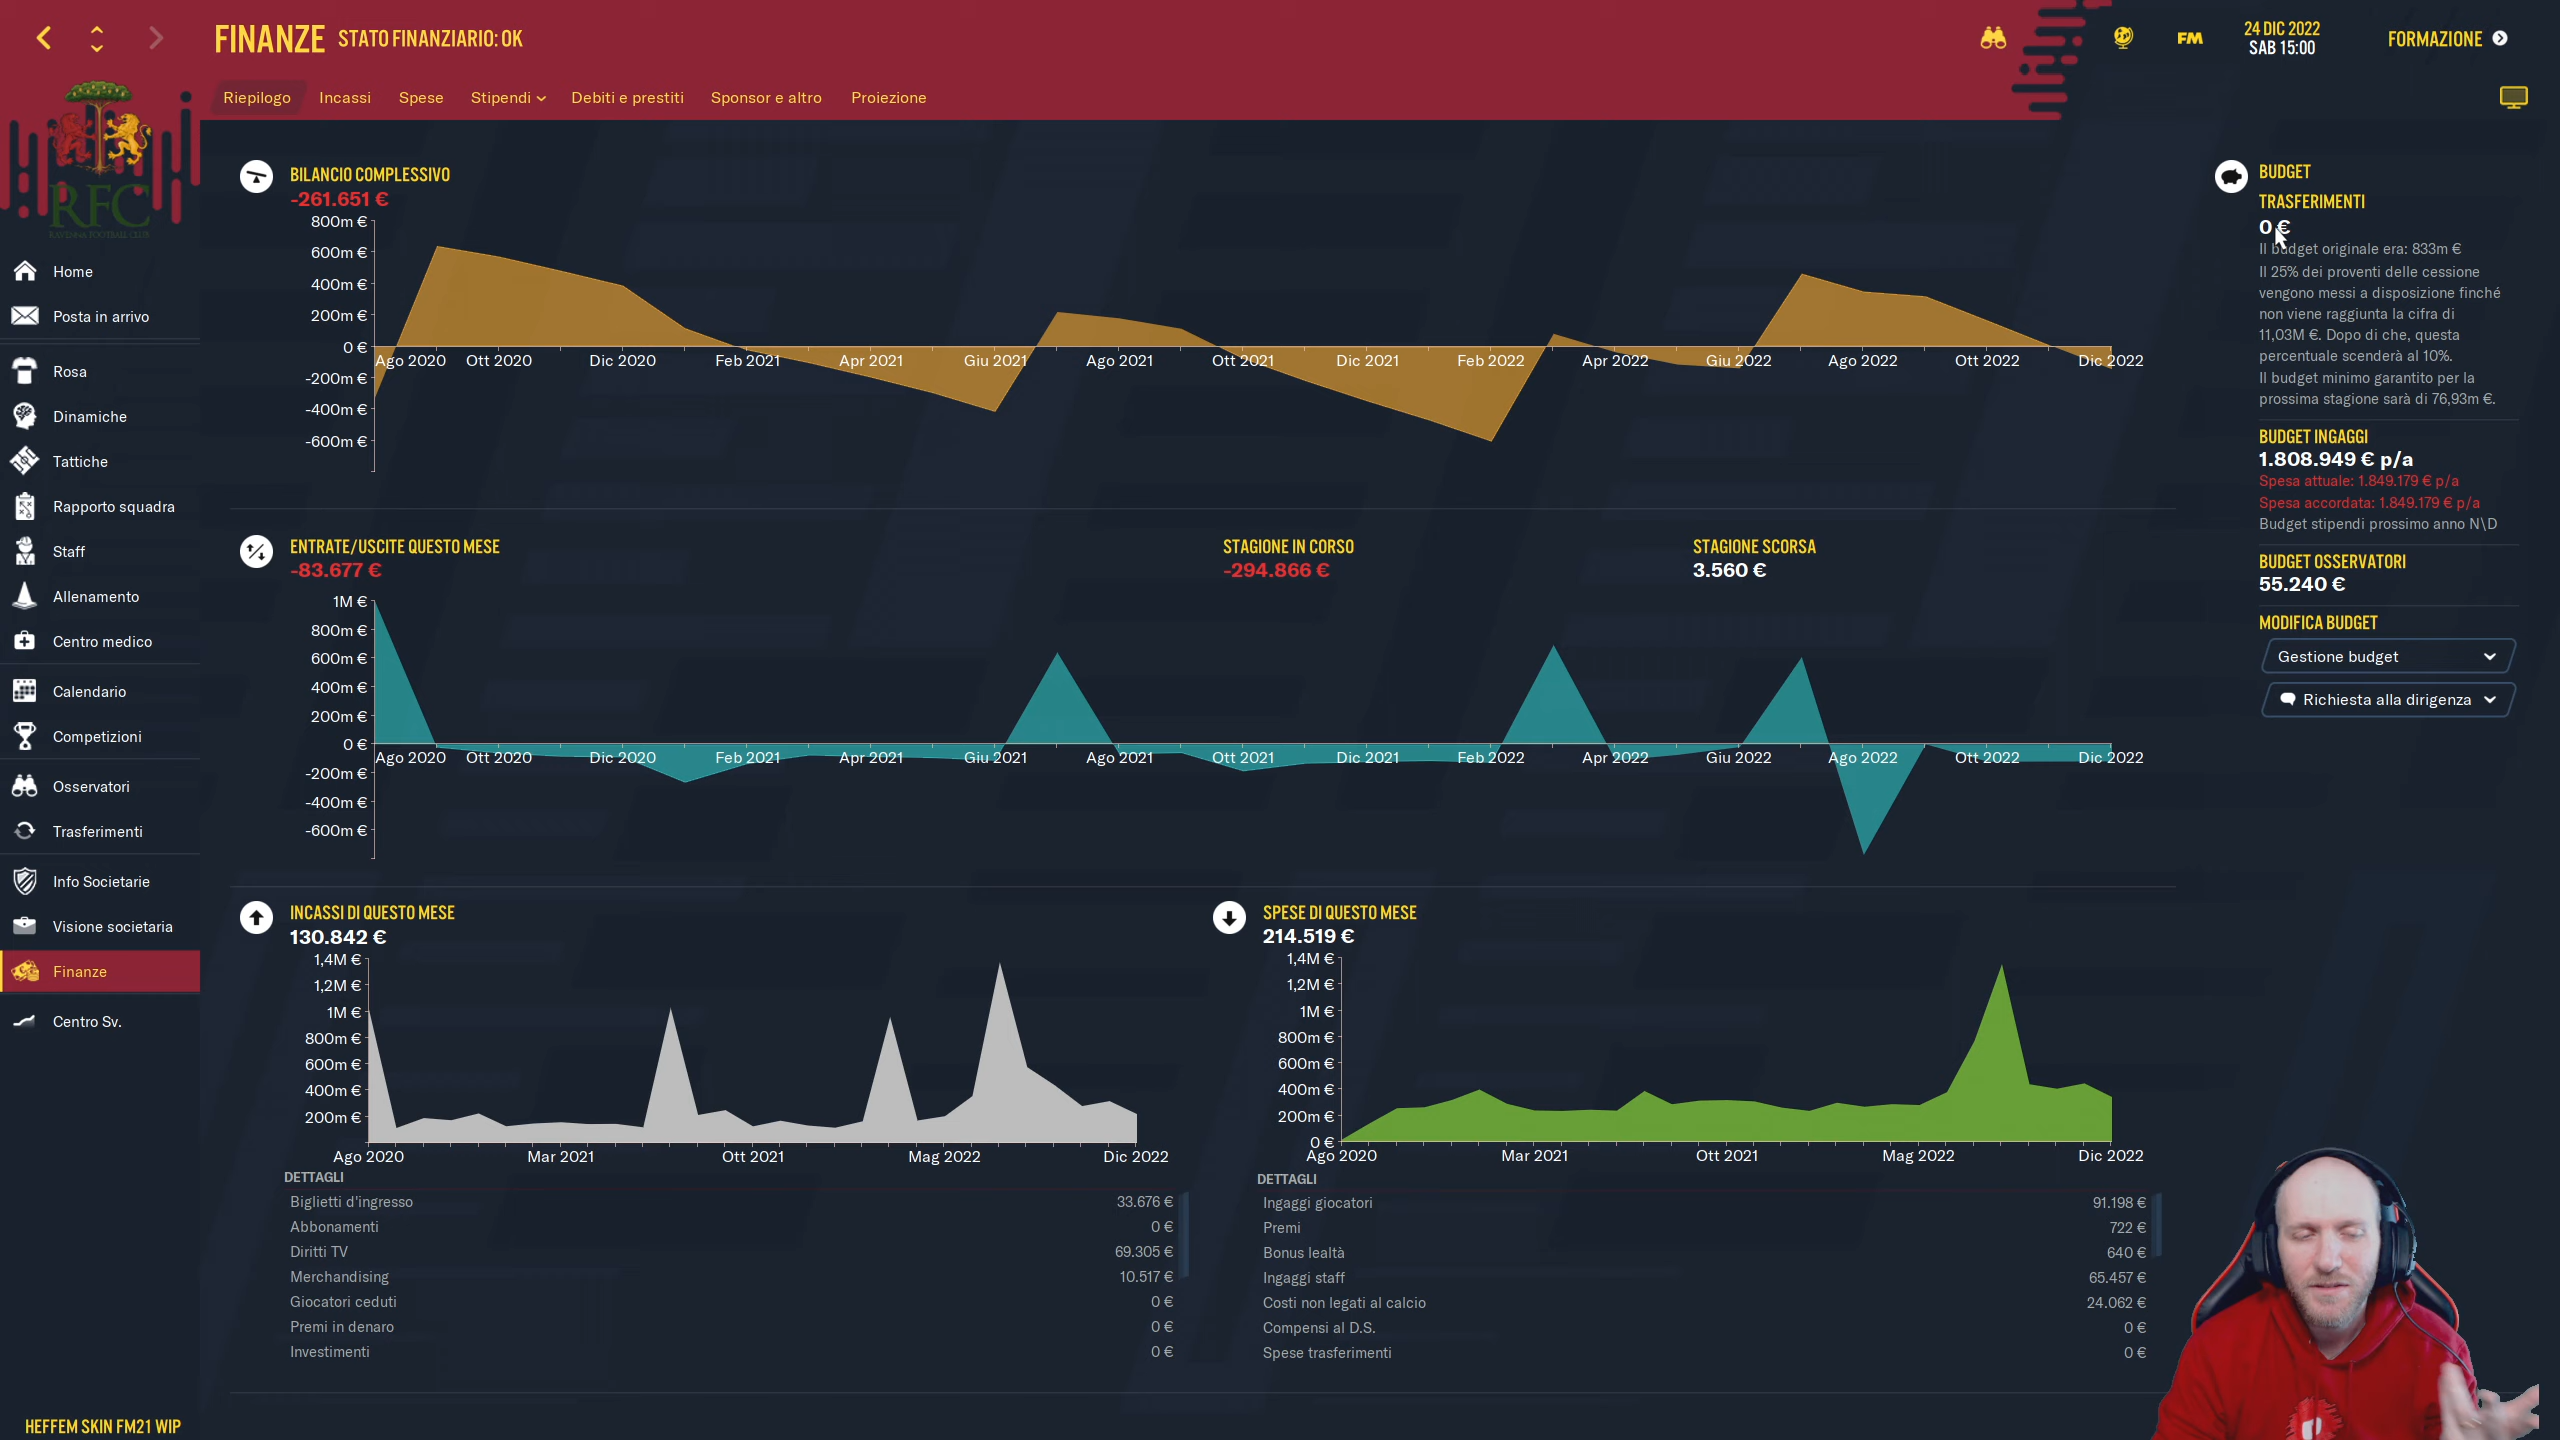 FINANZE STATO FINANZIARIO: OK
24 DIC 2022
SAB 15:00
FM
FORMAZIONE
Riepilogo Incassi Spese Stipendi Debiti e prestiti Sponsor e altro Proiezione
RFC
RAVENNA FOOTBALL CLUB
Home
Posta in arrivo
Rosa
Dinamiche
Tattiche
Rapporto squadra
Staff
Allenamento
Centro medico
Calendario
Competizioni
Osservatori
Trasferimenti
Info Societarie
Visione societaria
Finanze
Centro Sv.
HEFFEM SKIN FM21 WIP
BILANCIO COMPLESSIVO
-261.651 €
800m €
600m €
400m €
200m €
0 €
-200m €
-400m €
-600m €
Ago 2020 Ott 2020 Dic 2020 Feb 2021 Apr 2021 Giu 2021 Ago 2021 Ott 2021 Dic 2021 Feb 2022 Apr 2022 Giu 2022 Ago 2022 Ott 2022 Dic 2022
ENTRATE/USCITE QUESTO MESE
-83.677 €
STAGIONE IN CORSO
-294.866 €
STAGIONE SCORSA
3.560 €
1M €
800m €
600m €
400m €
200m €
0 €
-200m €
-400m €
-600m €
Ago 2020 Ott 2020 Dic 2020 Feb 2021 Apr 2021 Giu 2021 Ago 2021 Ott 2021 Dic 2021 Feb 2022 Apr 2022 Giu 2022 Ago 2022 Ott 2022 Dic 2022
INCASSI DI QUESTO MESE
130.842 €
1,4M €
1,2M €
1M €
800m €
600m €
400m €
200m €
Ago 2020 Mar 2021 Ott 2021 Mag 2022 Dic 2022
DETTAGLI
Biglietti d'ingresso 33.676 €
Abbonamenti 0 €
Diritti TV 69.305 €
Merchandising 10.517 €
Giocatori ceduti 0 €
Premi in denaro 0 €
Investimenti 0 €
SPESE DI QUESTO MESE
214.519 €
1,4M €
1,2M €
1M €
800m €
600m €
400m €
200m €
0 €
Ago 2020 Mar 2021 Ott 2021 Mag 2022 Dic 2022
DETTAGLI
Ingaggi giocatori 91.198 €
Premi 722 €
Bonus lealtà 640 €
Ingaggi staff 65.457 €
Costi non legati al calcio 24.062 €
Compensi al D.S. 0 €
Spese trasferimenti 0 €
BUDGET
TRASFERIMENTI
0 €
Il budget originale era: 833m €
Il 25% dei proventi delle cessione
vengono messi a disposizione finché
non viene raggiunta la cifra di
11,03M €. Dopo di che, questa
percentuale scenderà al 10%.
Il budget minimo garantito per la
prossima stagione sarà di 76,93m €.
BUDGET INGAGGI
1.808.949 € p/a
Spesa attuale: 1.849.179 € p/a
Spesa accordata: 1.849.179 € p/a
Budget stipendi prossimo anno N\D
BUDGET OSSERVATORI
55.240 €
MODIFICA BUDGET
Gestione budget
Richiesta alla dirigenza